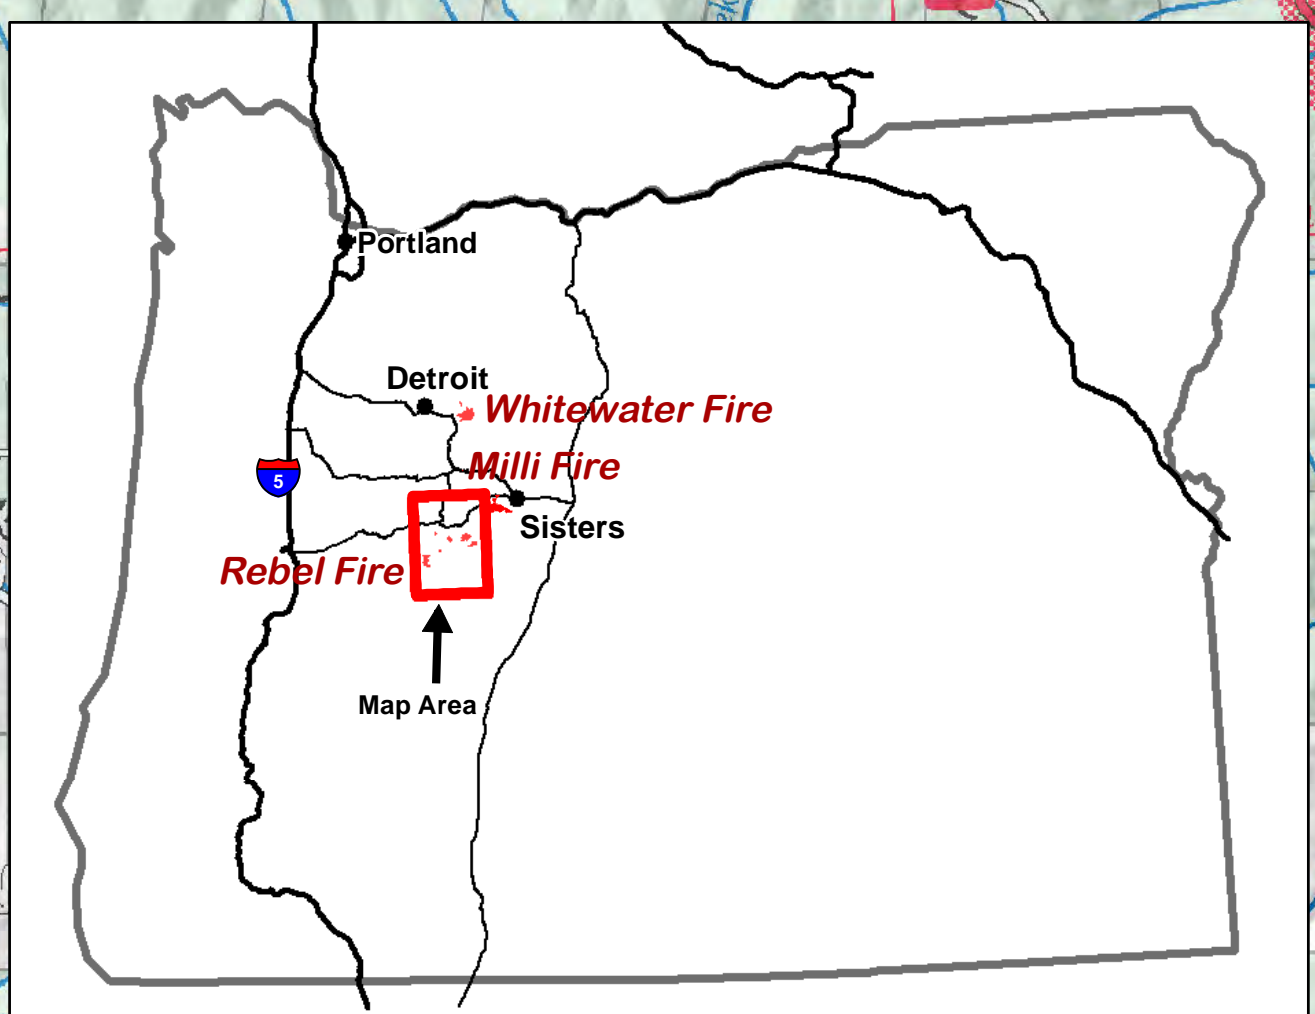 Portland
Detroit
Whitewater Fire
Milli Fire
5
Sisters
Rebel Fire
Map Area